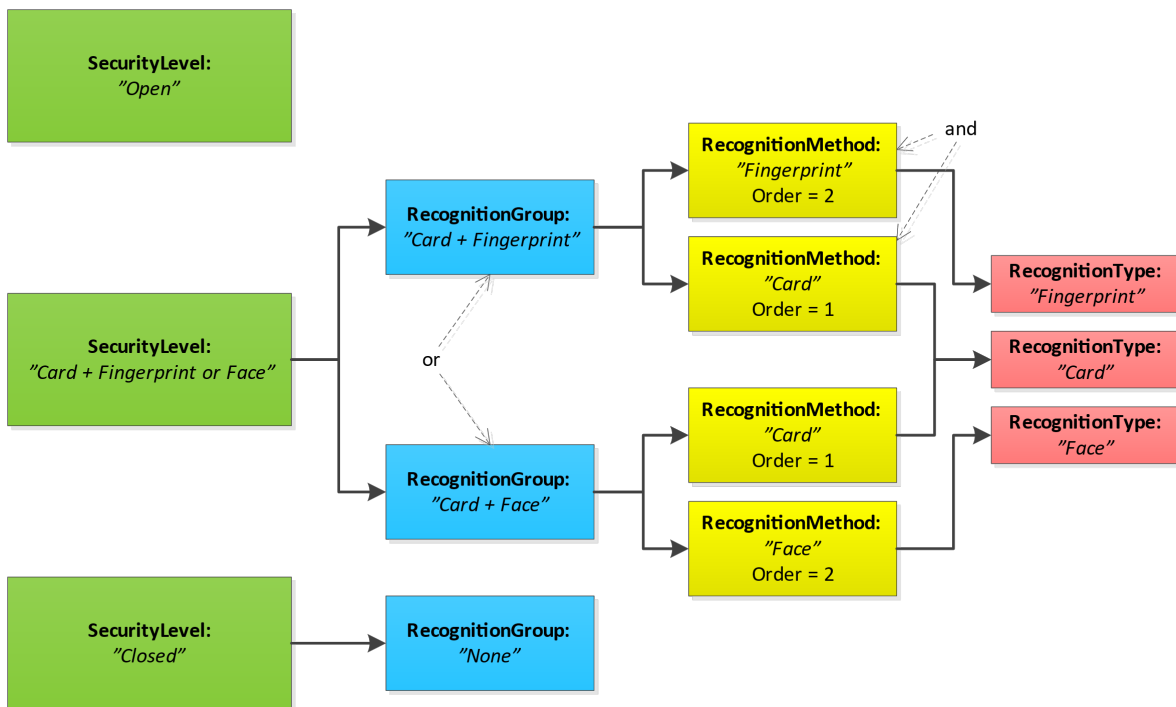 SecurityLevel:
”Open”
SecurityLevel:
”Card + Fingerprint or Face”
SecurityLevel:
”Closed”
RecognitionGroup:
”Card + Fingerprint”
or
RecognitionGroup:
”Card + Face”
RecognitionGroup:
”None”
and
RecognitionMethod:
”Fingerprint”
Order = 2
RecognitionMethod:
”Card”
Order = 1
RecognitionMethod:
”Card”
Order = 1
RecognitionMethod:
”Face”
Order = 2
RecognitionType:
”Fingerprint”
RecognitionType:
”Card”
RecognitionType:
”Face”